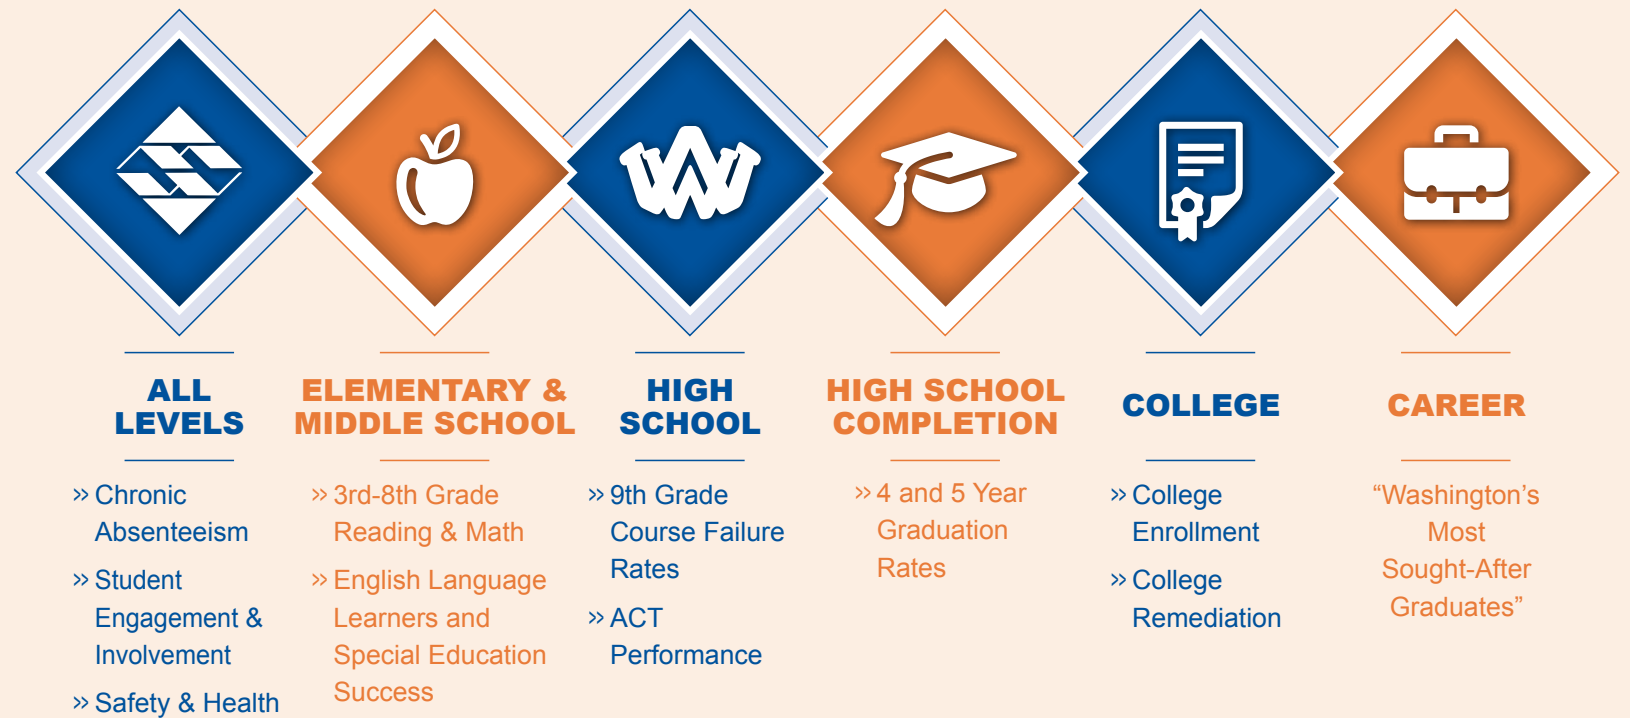 ALL
LEVELS
» Chronic
Absenteeism
» Student
Engagement &
Involvement
» Safety & Health
ELEMENTARY &
MIDDLE SCHOOL
» 3rd-8th Grade
Reading & Math
» English Language
Learners and
Special Education
Success
W
HIGH
SCHOOL
» 9th Grade
Course Failure
Rates
» ACT
Performance
HIGH SCHOOL
COMPLETION
» 4 and 5 Year
Graduation
Rates
COLLEGE
» College
Enrollment
» College
Remediation
CAREER
“Washington’s
Most
Sought-After
Graduates”